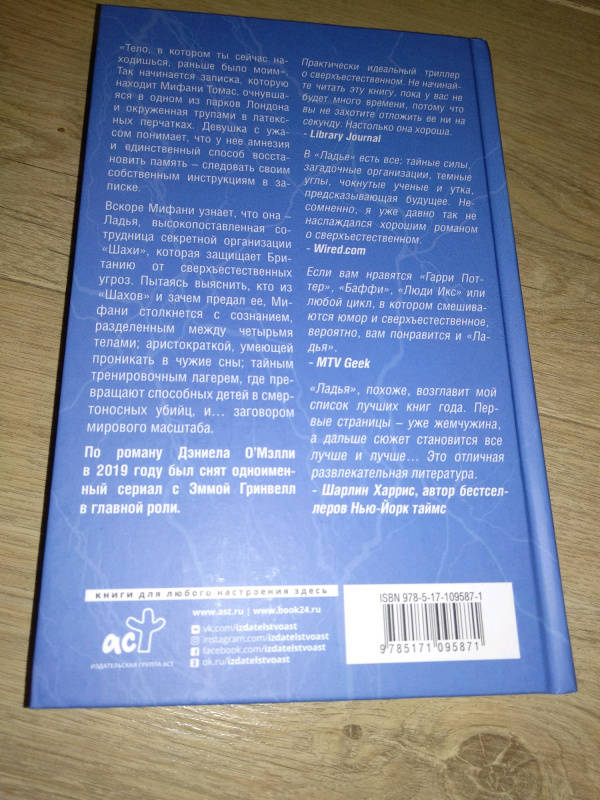 «Тело, в котором ты сейчас на-
ходишься, раньше было моим».
Так начинается записка, которую
находит Мифани Томас, очнувша-
яся в одном из парков Лондона
и окруженная трупами в латекс-
ных перчатках. Девушка с ужа-
сом понимает, что у нее амнезия
и единственный способ восста-
новить память – следовать своим
собственным инструкциям в за-
писке.
Вскоре Мифани узнает, что она –
Ладья, высокопоставленная со-
трудница секретной организации
«Шахи», которая защищает Бри-
танию от сверхъестественных
угроз. Пытаясь выяснить, кто из
«Шахов» и зачем предал ее, Ми-
фани столкнется с сознанием,
разделенным между четырьмя
телами; аристократкой, умеющей
проникать в чужие сны; тайным
тренировочным лагерем, где пре-
вращают способных детей в смер-
тоносных убийц, и... заговором
мирового масштаба.
По роману Дэниела О'Мэлли
в 2019 году был снят одноимен-
ный сериал с Эммой Гринвелл
в главной роли.
Практически идеальный триллер
о сверхъестественном. Не начинай-
те читать эту книгу, пока у вас не
будет много времени, потому что
вы не захотите отложить ее ни на
секунду. Настолько она хороша.
- Library Journal
В «Ладье» есть все: тайные силы,
загадочные организации, темные
углы, чокнутые ученые и утка,
предсказывающая будущее. Не-
сомненно, я уже давно так не
наслаждался хорошим романом
о сверхъестественном.
- Wired.com
Если вам нравятся «Гарри Пот-
тер», «Баффи», «Люди Икс» или
любой цикл, в котором смешива-
ются юмор и сверхъестественное,
вероятно, вам понравится и «Ла-
дья».
- MTV Geek
«Ладья», похоже, возглавит мой
список лучших книг года. Пер-
вые страницы – уже жемчужина,
а дальше сюжет становится все
лучше и лучше... Это отличная
развлекательная литература.
- Шарлин Харрис, автор бестсел-
леров Нью-Йорк таймс
книги для любого настроения здесь
аст
ИЗДАТЕЛЬСКАЯ ГРУППА АСТ
www.ast.ru | www.book24.ru
vk.com/izdatelstvoast
instagram.com/izdatelstvoast
facebook.com/izdatelstvoast
ok.ru/izdatelstvoast
ISBN 978-5-17-109587-1
9 785171 095871